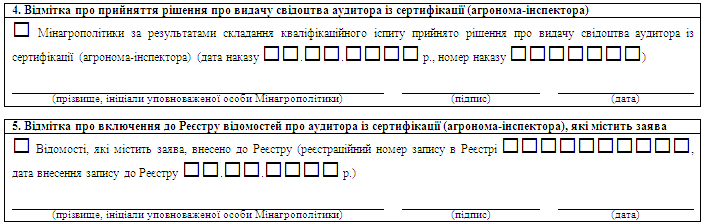 4. Відмітка про прийняття рішення про видачу свідоцтва аудитора із сертифікації (агронома-інспектора)
☐ Мінагрополітики за результатами складання кваліфікаційного іспиту прийнято рішення про видачу свідоцтва аудитора із
сертифікації (агронома-інспектора) (дата наказу ☐☐.☐☐.☐☐☐☐ р., номер наказу ☐☐☐☐☐☐☐)
(прізвище, ініціали уповноваженої особи Мінагрополітики) (підпис) (дата)
5. Відмітка про включення до Реєстру відомостей про аудитора із сертифікації (агронома-інспектора), які містить заява
☐ Відомості, які містить заява, внесено до Реєстру (реєстраційний номер запису в Реєстрі ☐☐☐☐☐☐☐☐☐☐,
дата внесення запису до Реєстру ☐☐.☐☐.☐☐☐☐ р.)
(прізвище, ініціали уповноваженої особи Мінагрополітики) (підпис) (дата)